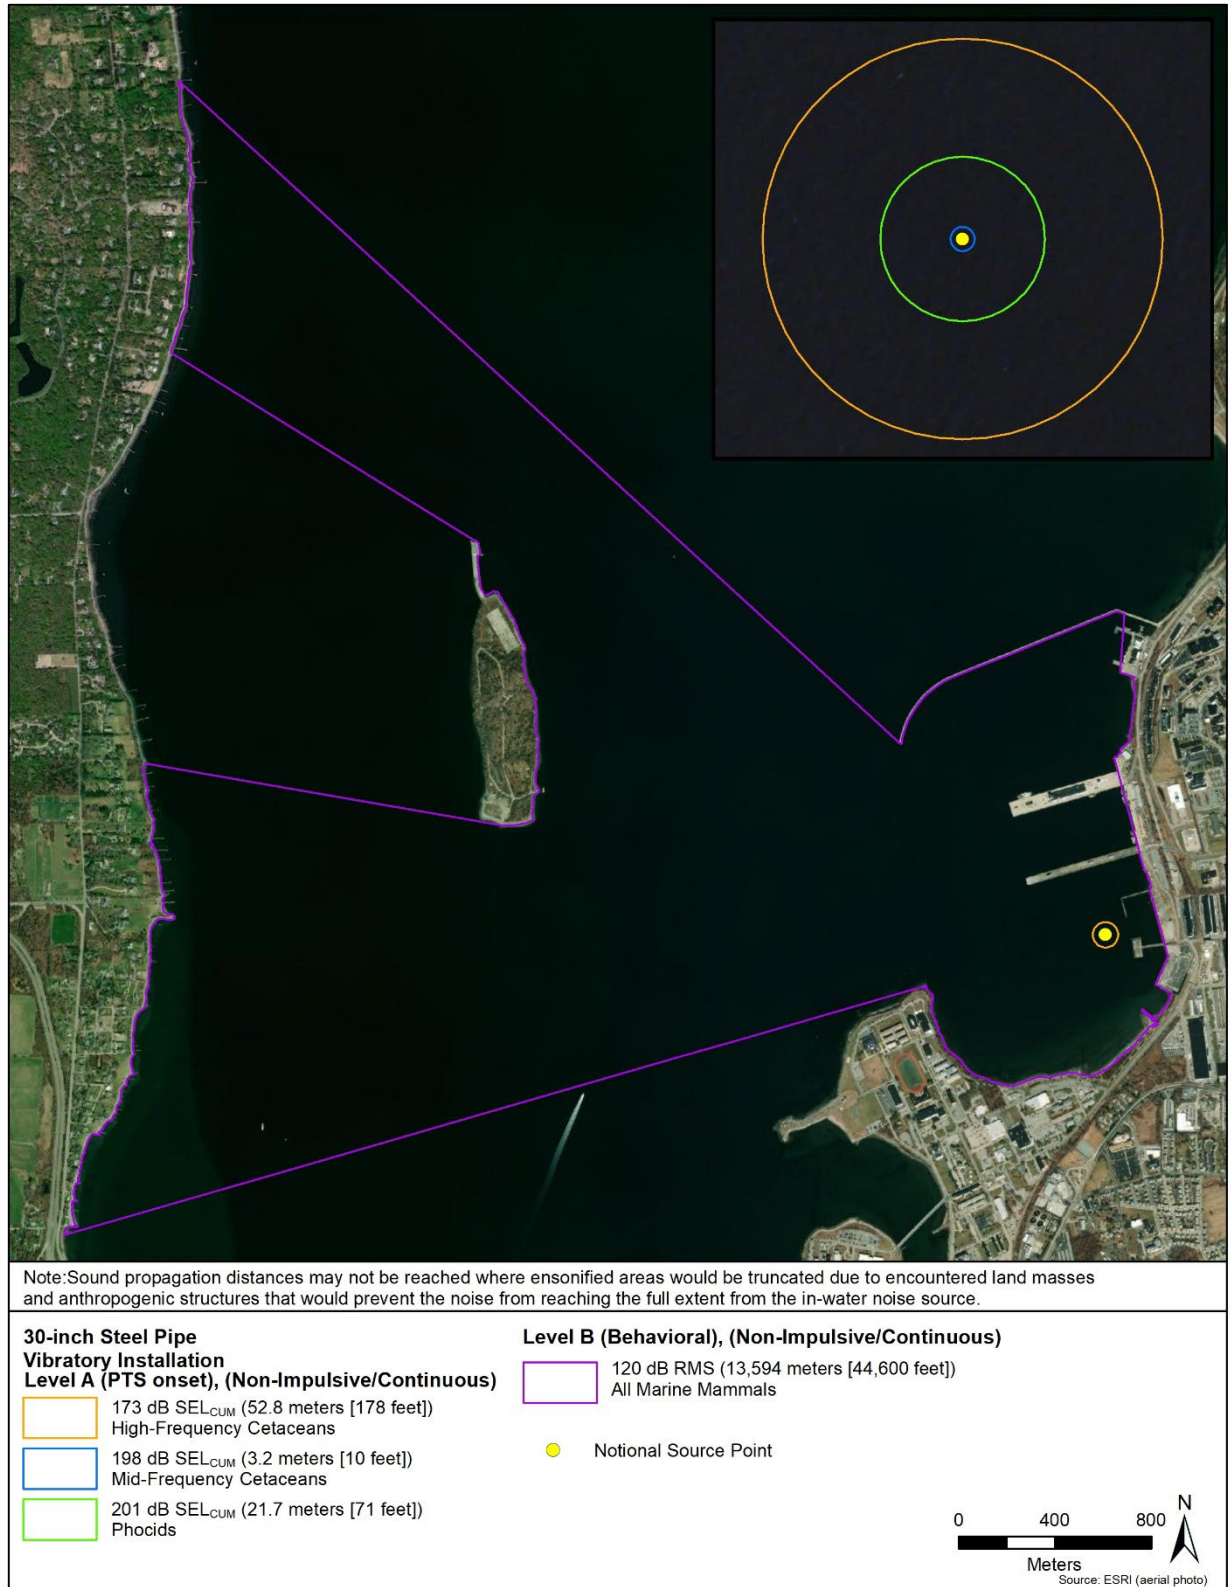 Note:Sound propagation distances may not be reached where ensonified areas would be truncated due to encountered land masses
and anthropogenic structures that would prevent the noise from reaching the full extent from the in-water noise source.
30-inch Steel Pipe
Vibratory Installation
Level A (PTS onset), (Non-Impulsive/Continuous)
173 dB SELCUM (52.8 meters [178 feet])
High-Frequency Cetaceans
198 dB SELCUM (3.2 meters [10 feet])
Mid-Frequency Cetaceans
201 dB SELCUM (21.7 meters [71 feet])
Phocids
Level B (Behavioral), (Non-Impulsive/Continuous)
120 dB RMS (13,594 meters [44,600 feet])
All Marine Mammals
Notional Source Point
N
0 400 800
Meters
Source: ESRI (aerial photo)